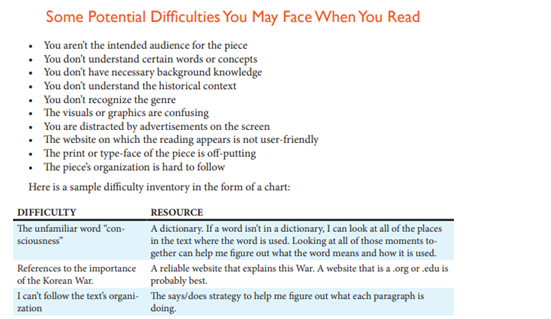 Some Potential Difficulties You May Face When You Read
• You aren't the intended audience for the piece
• You don't understand certain words or concepts
• You don't have necessary background knowledge
• You don't understand the historical context
• You don't recognize the genre
• The visuals or graphics are confusing
• You are distracted by advertisements on the screen
• The website on which the reading appears is not user-friendly
• The print or type-face of the piece is off-putting
• The piece's organization is hard to follow
Here is a sample difficulty inventory in the form of a chart:
DIFFICULTY RESOURCE
The unfamiliar word "con-
sciousness"
A dictionary. If a word isn't in a dictionary, I can look at all of the places
in the text where the word is used. Looking at all of those moments to-
gether can help me figure out what the word means and how it is used.
References to the importance
of the Korean War.
A reliable website that explains this War. A website that is a .org or .edu is
probably best.
I can't follow the text's organi-
zation
The says/does strategy to help me figure out what each paragraph is
doing.